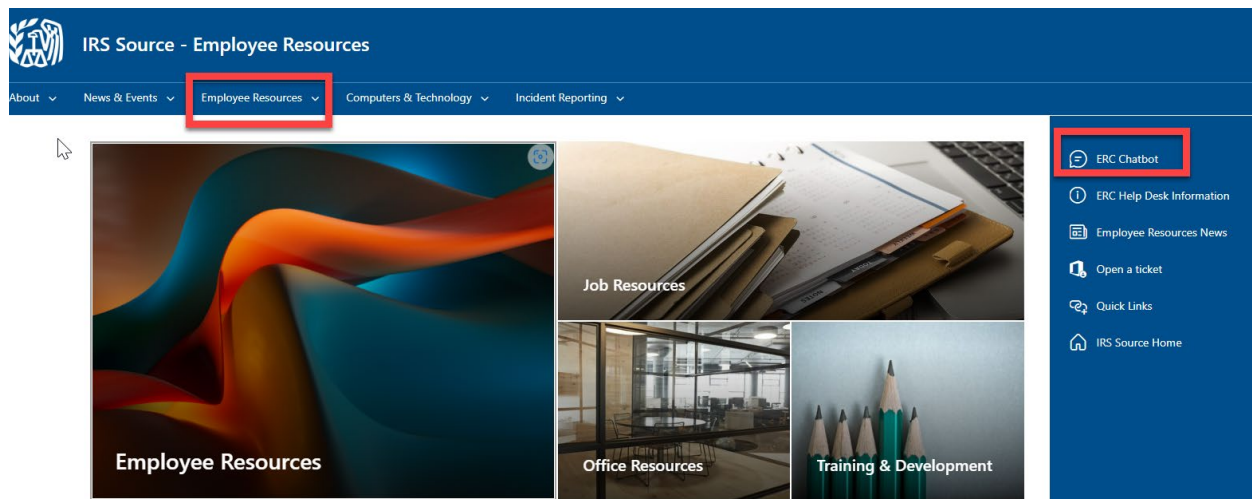 IRS Source - Employee Resources
About
News & Events
Employee Resources
Computers & Technology
Incident Reporting
ERC Chatbot
ERC Help Desk Information
Employee Resources News
Open a ticket
Quick Links
IRS Source Home
Job Resources
Employee Resources
Office Resources
Training & Development